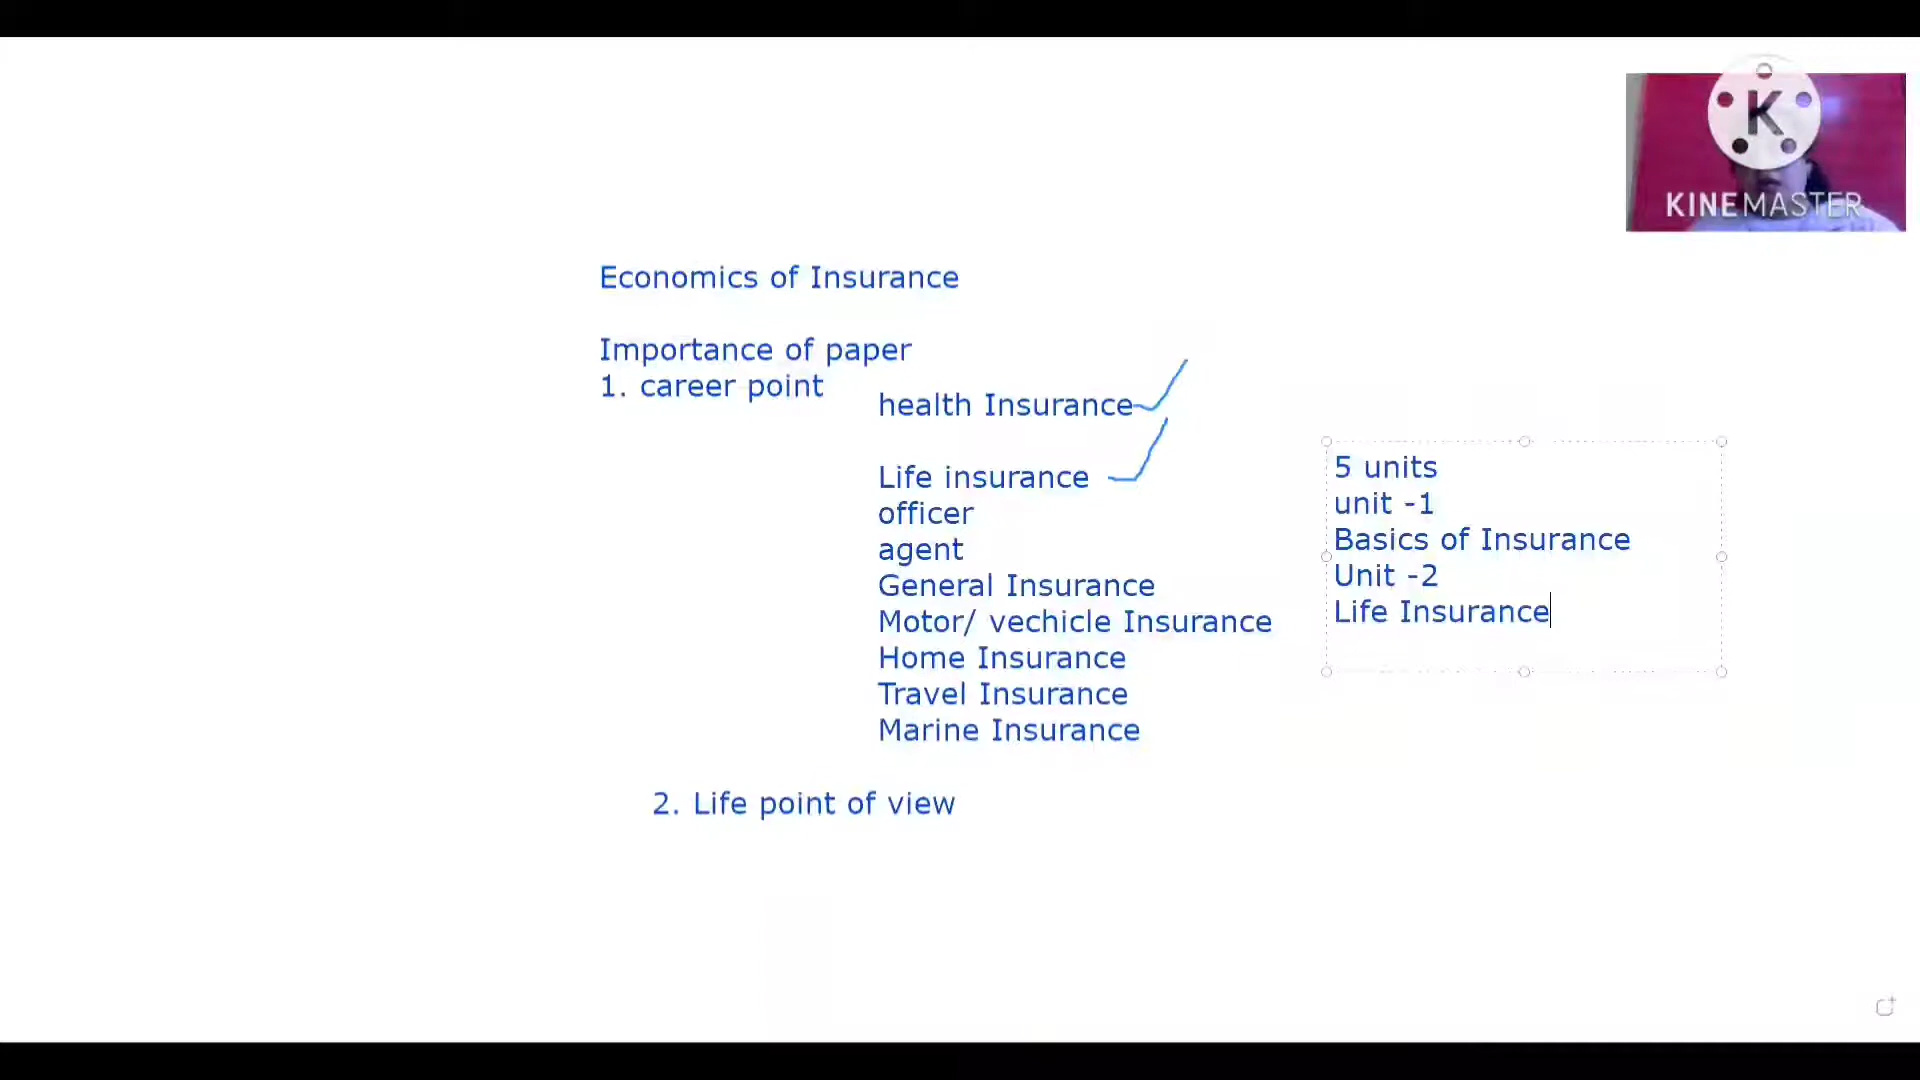 K
KINEMASTER
Economics of Insurance
Importance of paper
1. career point
health Insurance
Life insurance
officer
agent
General Insurance
Motor/ vechicle Insurance
Home Insurance
Travel Insurance
Marine Insurance
2. Life point of view
5 units
unit -1
Basics of Insurance
Unit -2
Life Insurance